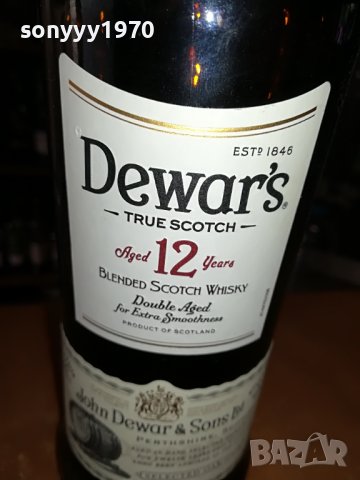 sonyyy1970
ESTD 1846
Dewar's
TRUE SCOTCH
Aged 12 Years
BLENDED SCOTCH WHISKY
Double Aged
for Extra Smoothness
PRODUCT OF SCOTLAND
John Dewar & Sons Ltd
PERTHSHIRE,
BAZAR